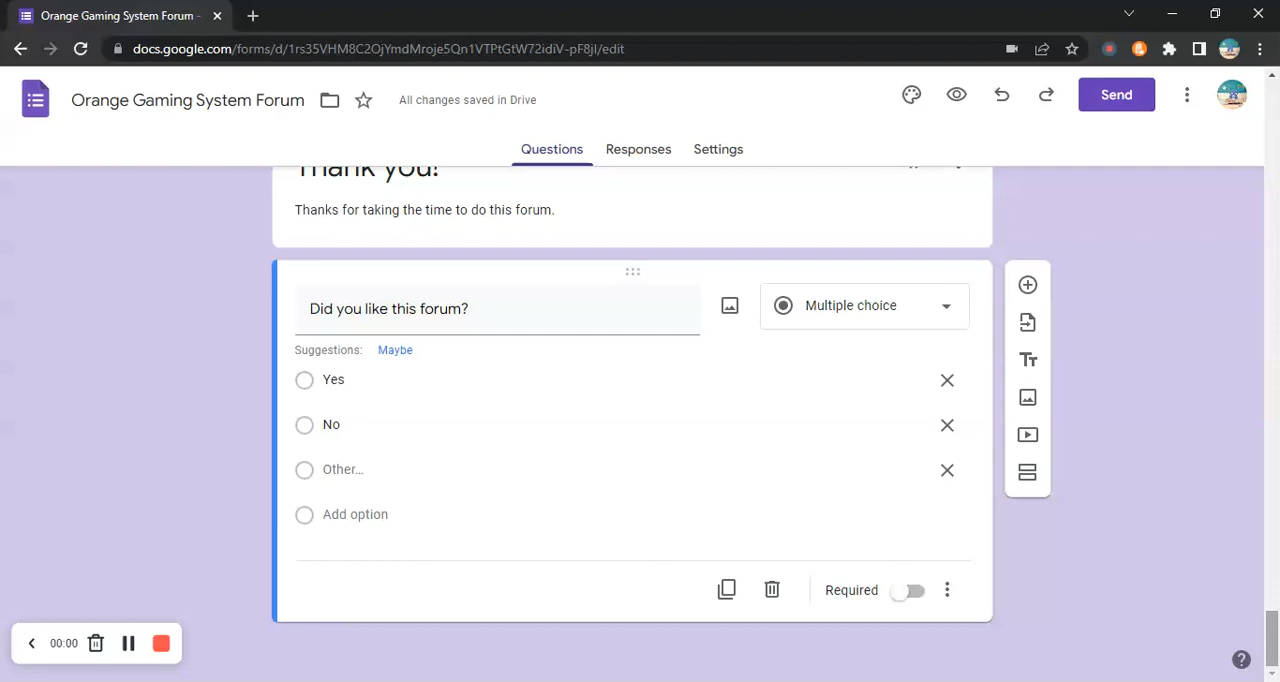 Orange Gaming System Forum -
docs.google.com/forms/d/1rs35VHM8C2OjYmdMroje5Qn1VTPtGtW72idiV-pF8jI/edit
Orange Gaming System Forum
All changes saved in Drive
Send
Questions Responses Settings
Thank you!
Thanks for taking the time to do this forum.
Did you like this forum?
Multiple choice
Suggestions: Maybe
Yes
No
Other...
Add option
Required
00:00